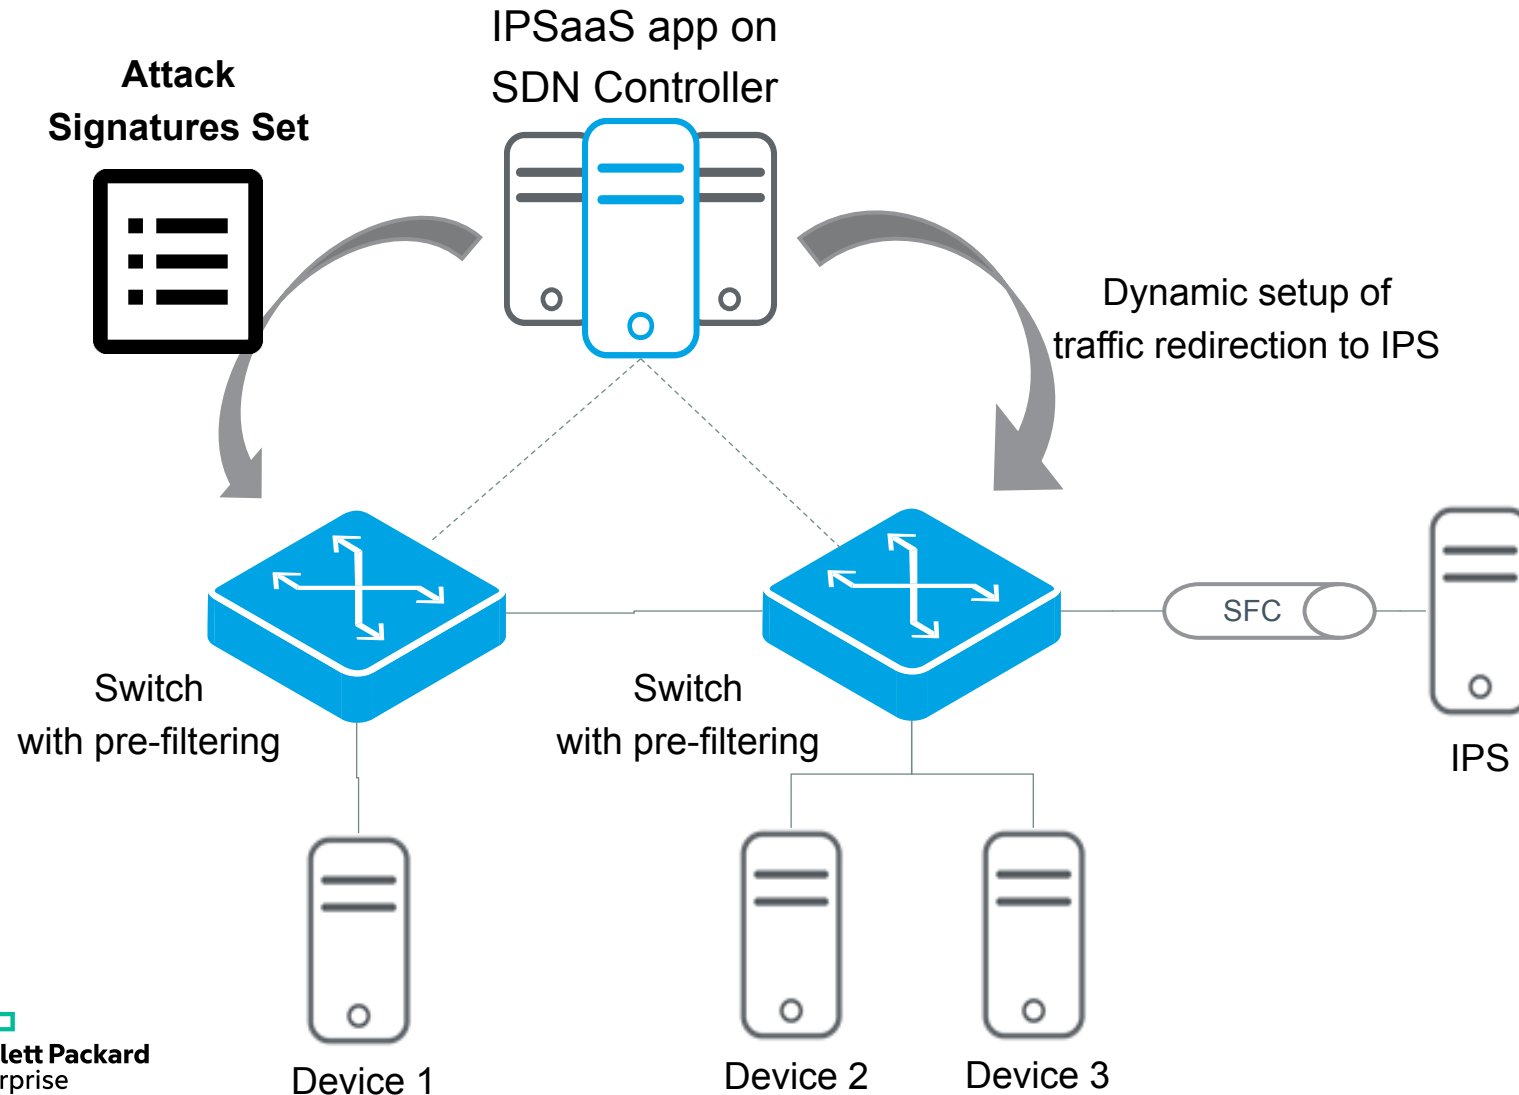 IPSaaS app on
SDN Controller
Attack
Signatures Set
Dynamic setup of
traffic redirection to IPS
SFC
Switch
with pre-filtering
Switch
with pre-filtering
IPS
Device 1
Device 2
Device 3
lett Packard
rprise